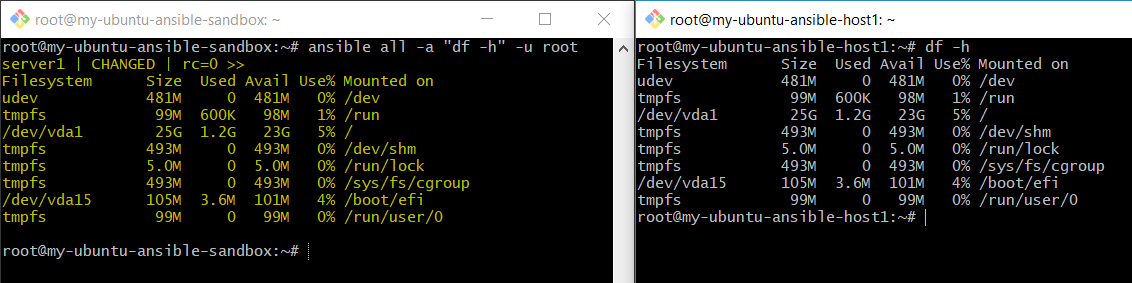 root@my-ubuntu-ansible-sandbox: ~
root@my-ubuntu-ansible-sandbox:~# ansible all -a "df -h" -u root
server1 | CHANGED | rc=0 >>
Filesystem      Size  Used Avail Use% Mounted on
udev            481M     0  481M   0% /dev
tmpfs            99M  600K   98M   1% /run
/dev/vda1        25G  1.2G   23G   5% /
tmpfs           493M     0  493M   0% /dev/shm
tmpfs           5.0M     0  5.0M   0% /run/lock
tmpfs           493M     0  493M   0% /sys/fs/cgroup
/dev/vda15      105M  3.6M  101M   4% /boot/efi
tmpfs            99M     0   99M   0% /run/user/0
root@my-ubuntu-ansible-sandbox:~#
root@my-ubuntu-ansible-host1: ~
root@my-ubuntu-ansible-host1:~# df -h
Filesystem      Size  Used Avail Use% Mounted on
udev            481M     0  481M   0% /dev
tmpfs            99M  600K   98M   1% /run
/dev/vda1        25G  1.2G   23G   5% /
tmpfs           493M     0  493M   0% /dev/shm
tmpfs           5.0M     0  5.0M   0% /run/lock
tmpfs           493M     0  493M   0% /sys/fs/cgroup
/dev/vda15      105M  3.6M  101M   4% /boot/efi
tmpfs            99M     0   99M   0% /run/user/0
root@my-ubuntu-ansible-host1:~#